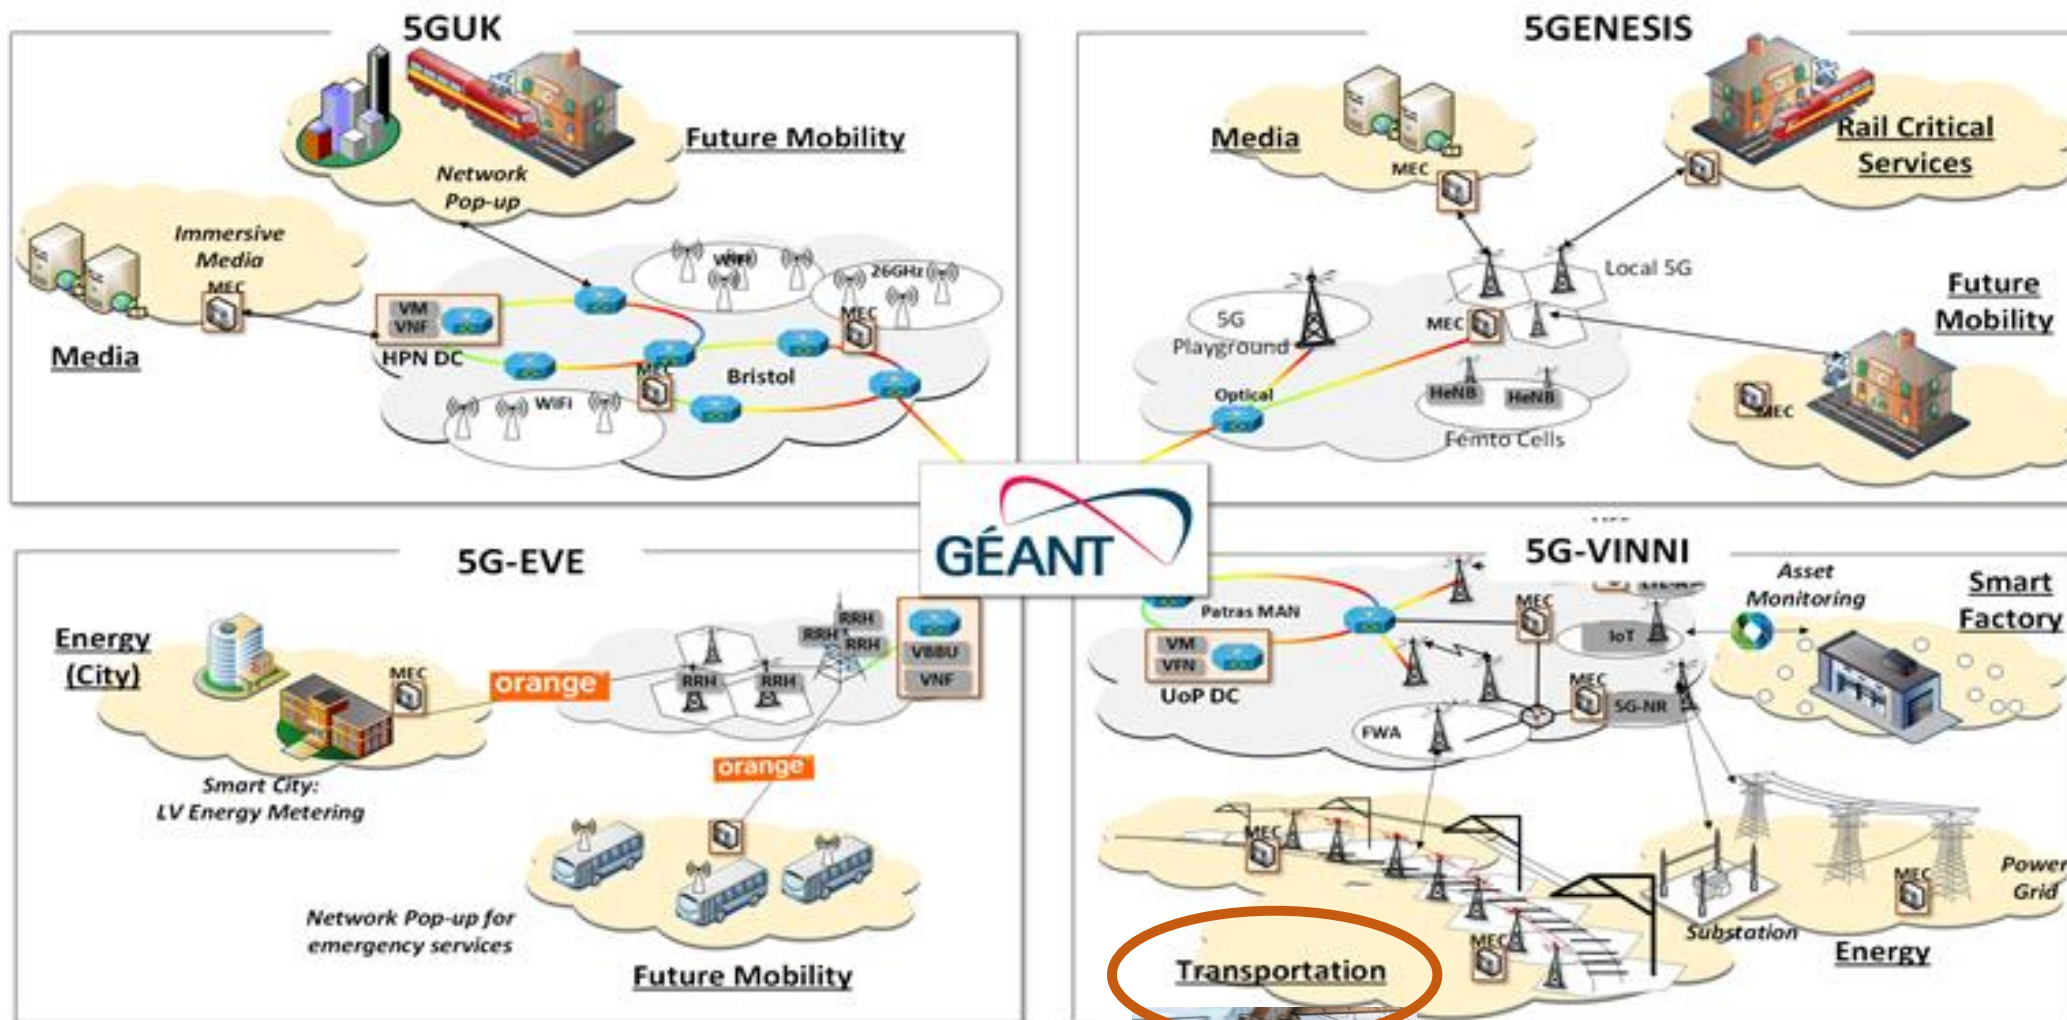 5GUK
Future Mobility
Network
Pop-up
Immersive
Media
MEC
Media
VM
VNF
HPN DC
WiFi
26GHz
MEC
MEC
Bristol
WiFi
5GENESIS
Media
MEC
Rail Critical
Services
Local 5G
Future
Mobility
5G
Playground
MEC
Optical
HeNB
HeNB
Femto Cells
MEC
GÉANT
5G-EVE
Energy
(City)
MEC
orange
RRH
RRH
RRH
RRH
RRH
VBBU
VNF
Smart City:
LV Energy Metering
orange
Network Pop-up for
emergency services
Future Mobility
5G-VINNI
Patras MAN
VM
VFN
UoP DC
MEC
IoT
Asset
Monitoring
Smart
Factory
MEC
5G-NR
FWA
MEC
MEC
Transportation
Substation
MEC
Power
Grid
Energy